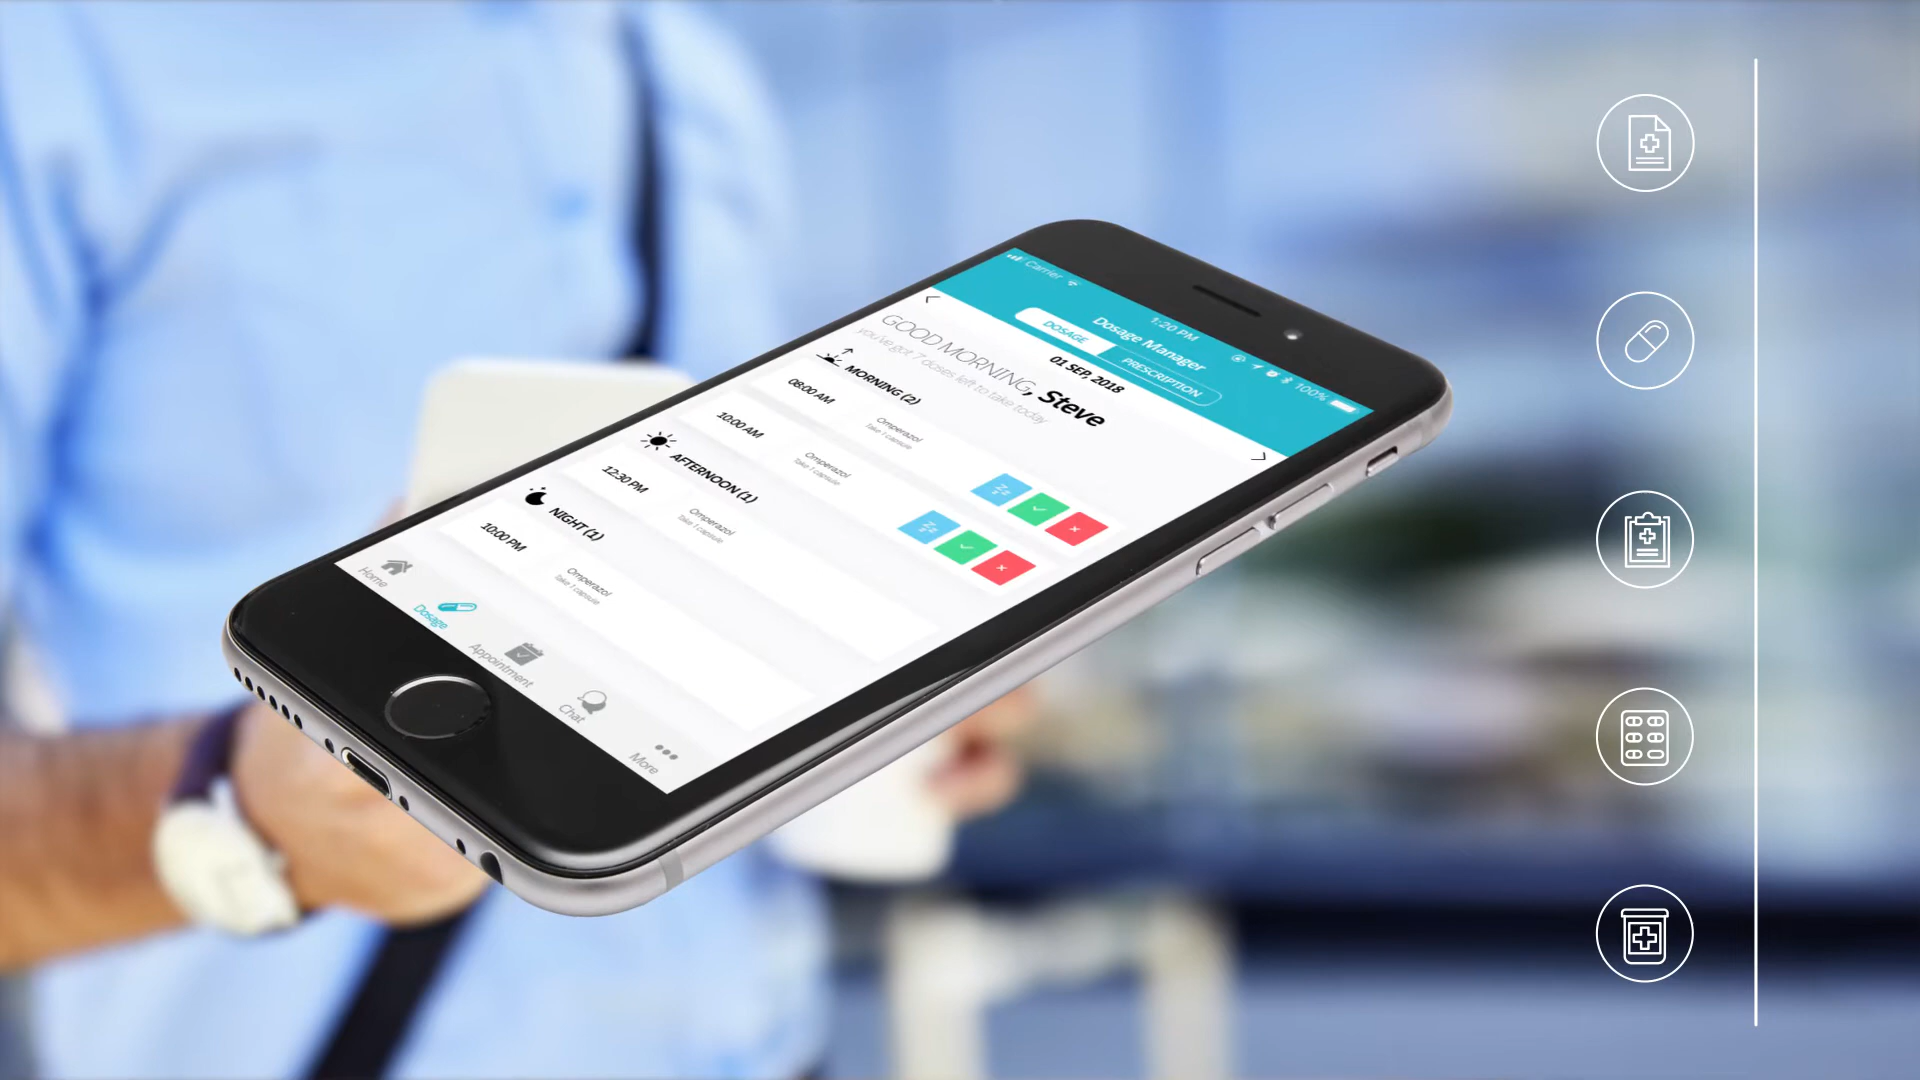 Carrier
1:20 PM
100%
Dosage Manager
DOSAGE
PRESCRIPTION
01 SEP, 2018
GOOD MORNING, Steve
you've got 7 doses left to take today
MORNING (2)
08:00 AM
Omperazol
Take 1 capsule
10:00 AM
Omperazol
Take 1 capsule
AFTERNOON (1)
12:30 PM
Omperazol
Take 1 capsule
NIGHT (1)
10:00 PM
Omperazol
Take 1 capsule
Home
Dosage
Appointment
Chat
More